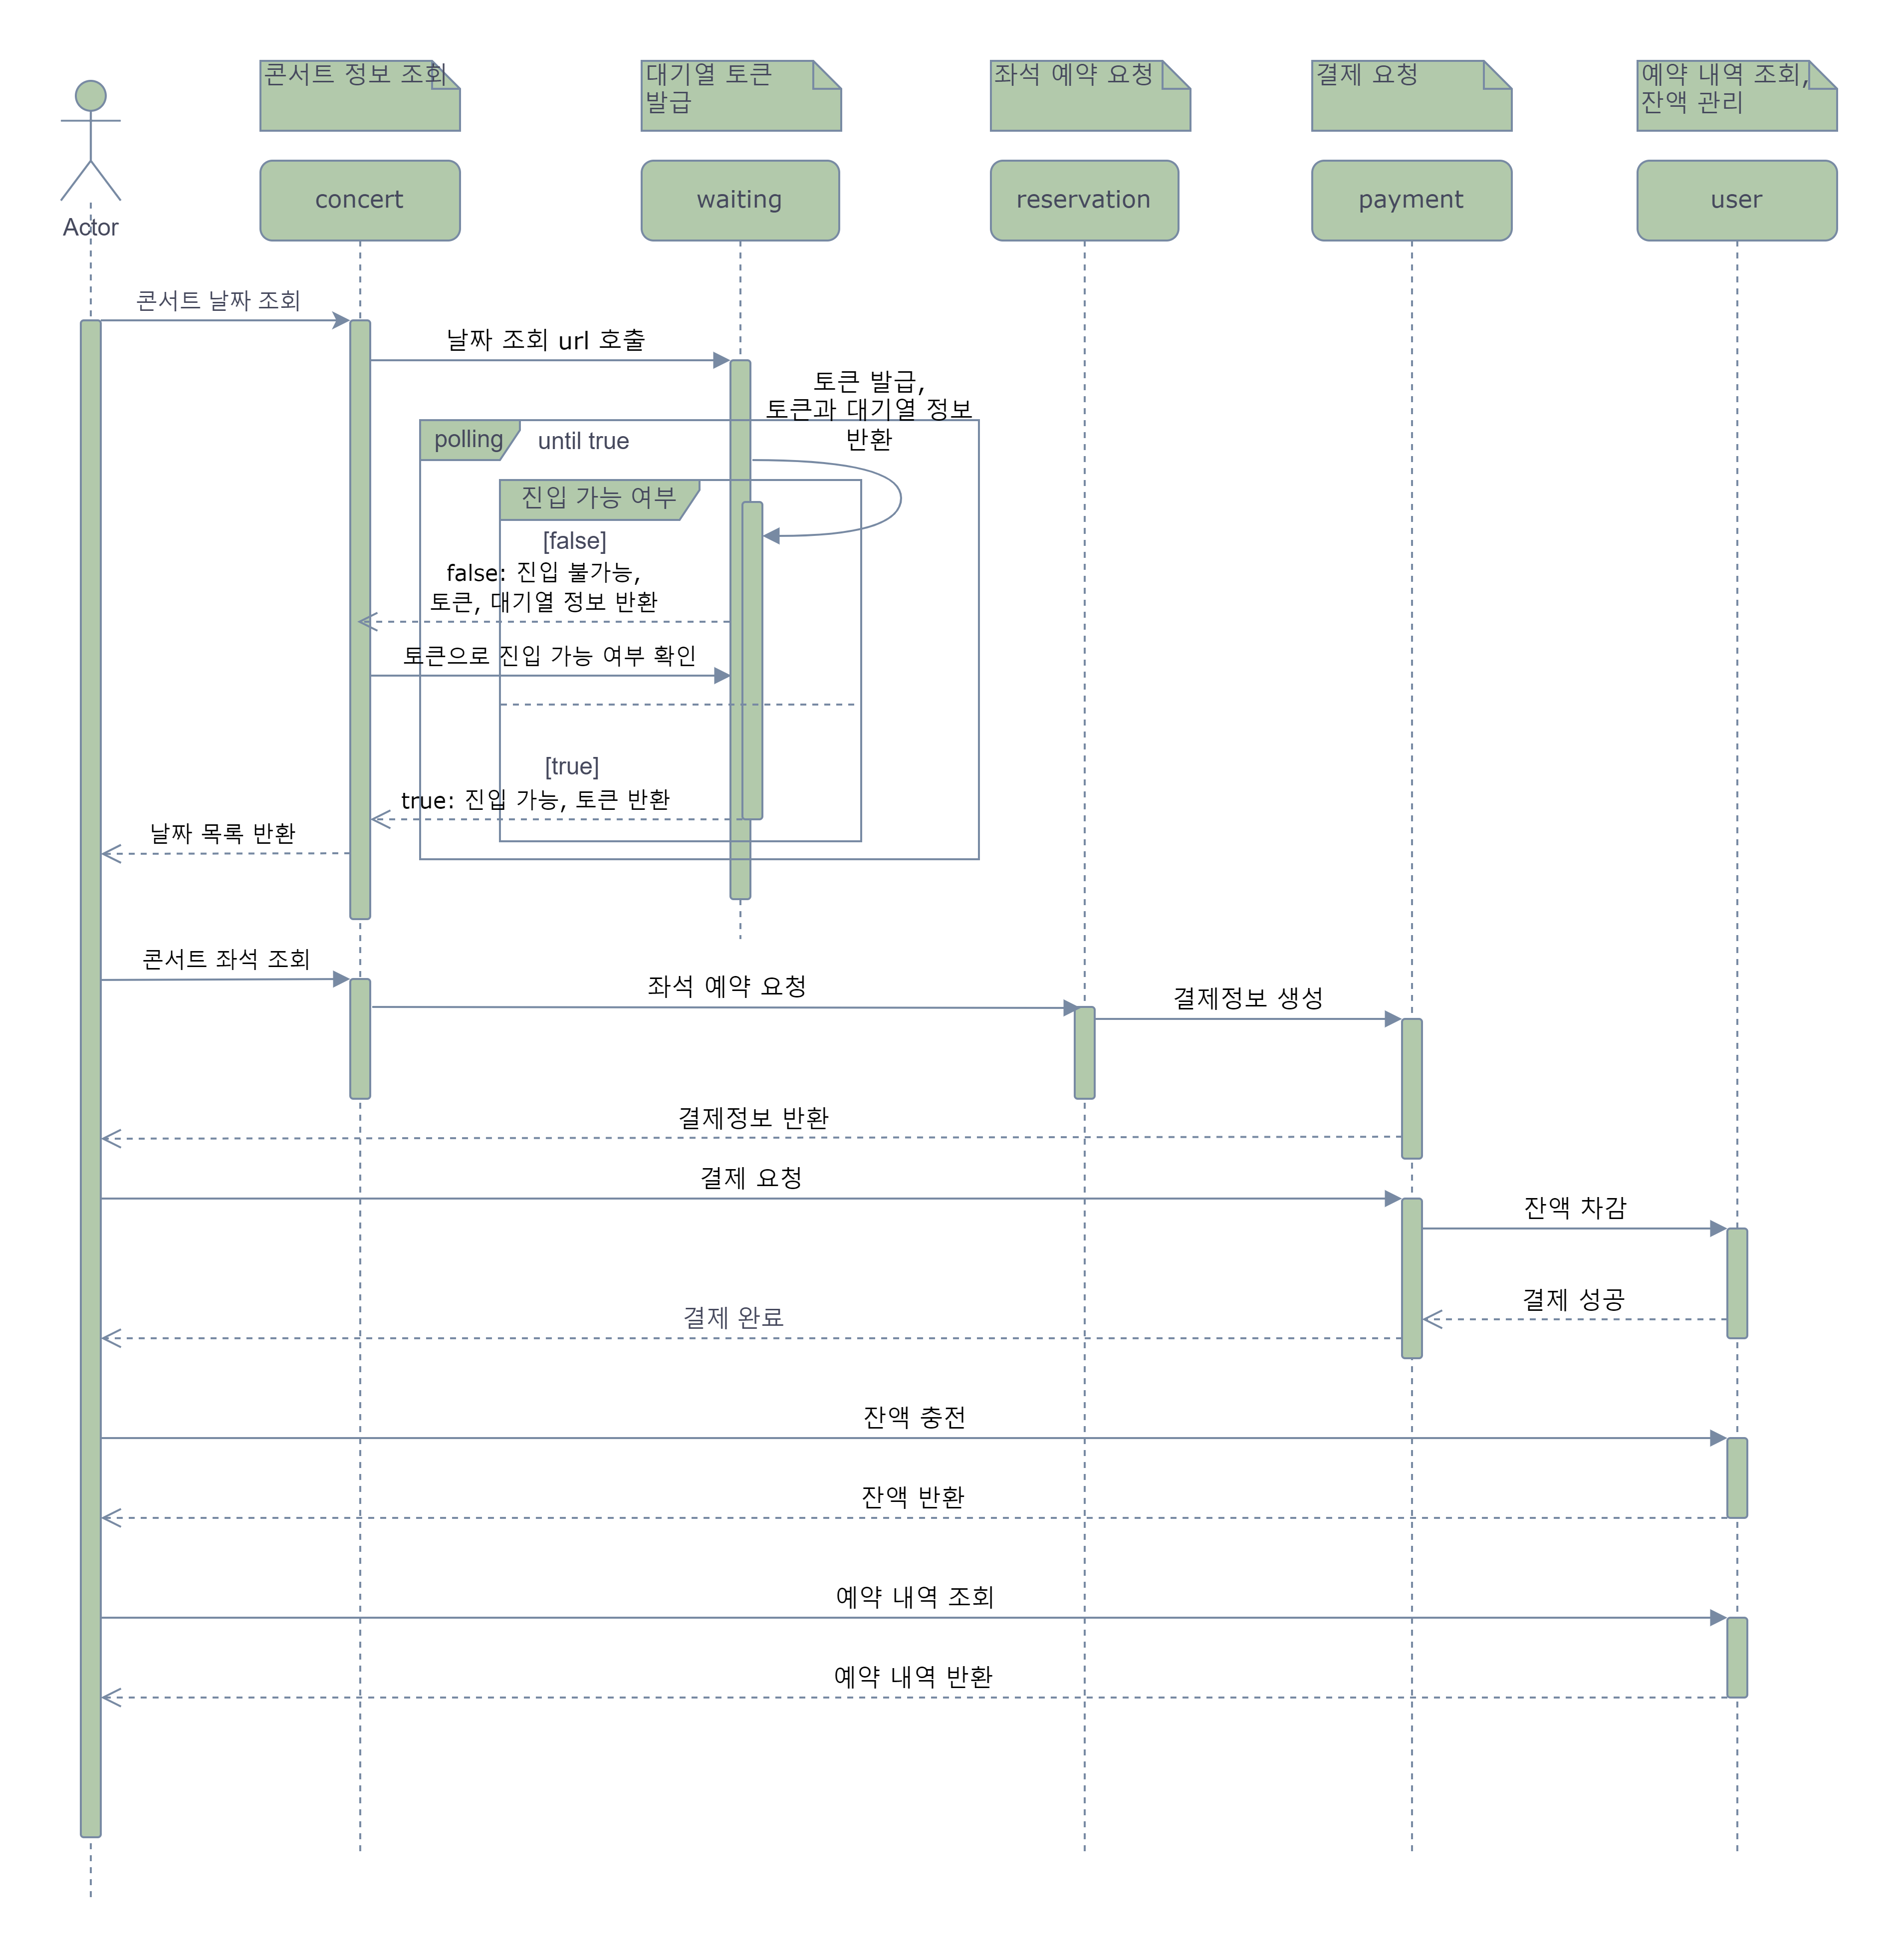 콘서트 정보 조회
대기열 토큰
발급
좌석 예약 요청
결제 요청
예약 내역 조회,
잔액 관리
Actor
concert
waiting
reservation
payment
user
콘서트 날짜 조회
날짜 조회 url 호출
토큰 발급,
토큰과 대기열 정보
반환
polling
until true
진입 가능 여부
[false]
false: 진입 불가능,
토큰, 대기열 정보 반환
토큰으로 진입 가능 여부 확인
[true]
true: 진입 가능, 토큰 반환
날짜 목록 반환
콘서트 좌석 조회
좌석 예약 요청
결제정보 생성
결제정보 반환
결제 요청
잔액 차감
결제 성공
결제 완료
잔액 충전
잔액 반환
예약 내역 조회
예약 내역 반환